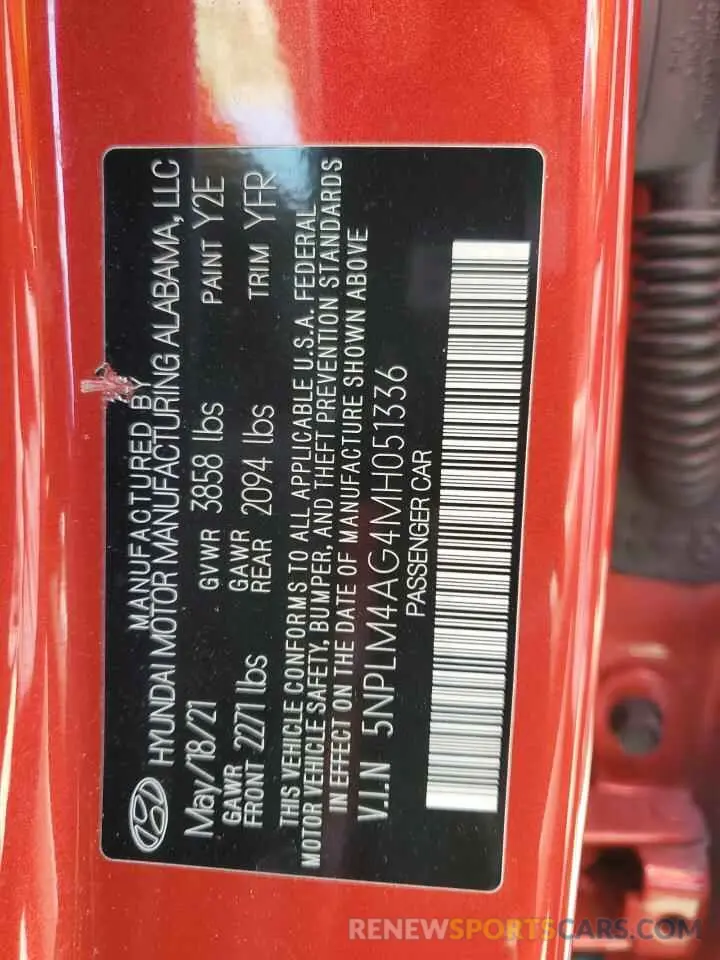 MANUFACTURED BY
HYUNDAI MOTOR MANUFACTURING ALABAMA, LLC
May/18/21 GVWR 3858 lbs PAINT Y2E
GAWR FRONT 2271 lbs GAWR REAR 2094 lbs TRIM YFR
THIS VEHICLE CONFORMS TO ALL APPLICABLE U.S.A. FEDERAL
MOTOR VEHICLE SAFETY, BUMPER, AND THEFT PREVENTION STANDARDS
IN EFFECT ON THE DATE OF MANUFACTURE SHOWN ABOVE
V.I.N 5NPLM4AG4MH051336
PASSENGER CAR
RENEWSPORTSCARS.COM